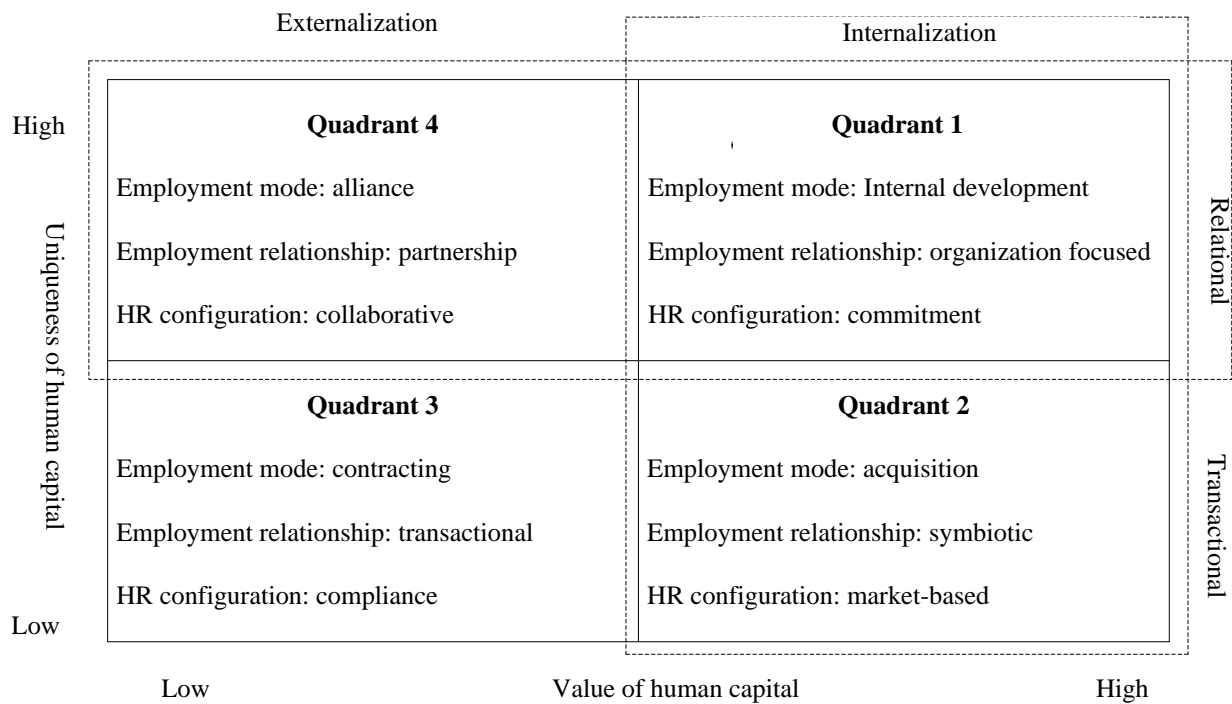 Externalization
Internalization
High
Quadrant 4
Employment mode: alliance
Employment relationship: partnership
HR configuration: collaborative
Quadrant 1
Employment mode: Internal development
Employment relationship: organization focused
HR configuration: commitment
Relational
Uniqueness of human capital
Quadrant 3
Employment mode: contracting
Employment relationship: transactional
HR configuration: compliance
Quadrant 2
Employment mode: acquisition
Employment relationship: symbiotic
HR configuration: market-based
Transactional
Low
Low
Value of human capital
High